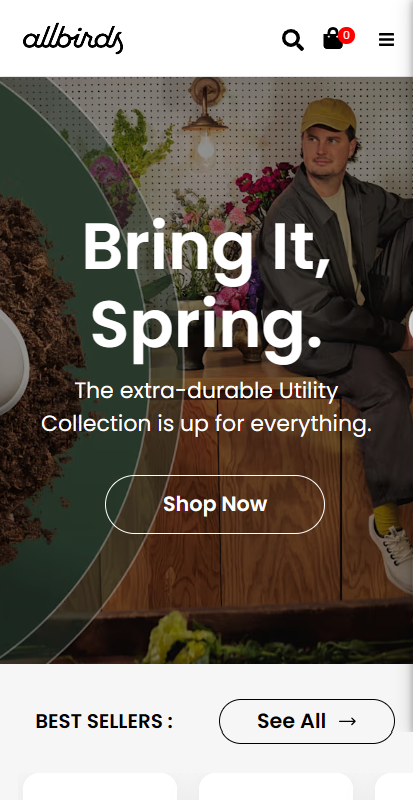 allbirds
0
Bring It,
Spring.
The extra-durable Utility
Collection is up for everything.
Shop Now
BEST SELLERS :
See All →